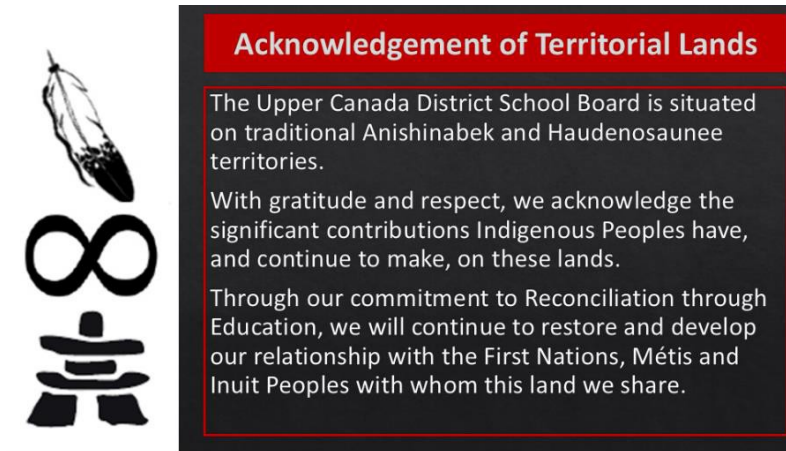 Acknowledgement of Territorial Lands
The Upper Canada District School Board is situated
on traditional Anishinabek and Haudenosaunee
territories.
With gratitude and respect, we acknowledge the
significant contributions Indigenous Peoples have,
and continue to make, on these lands.
Through our commitment to Reconciliation through
Education, we will continue to restore and develop
our relationship with the First Nations, Métis and
Inuit Peoples with whom this land we share.